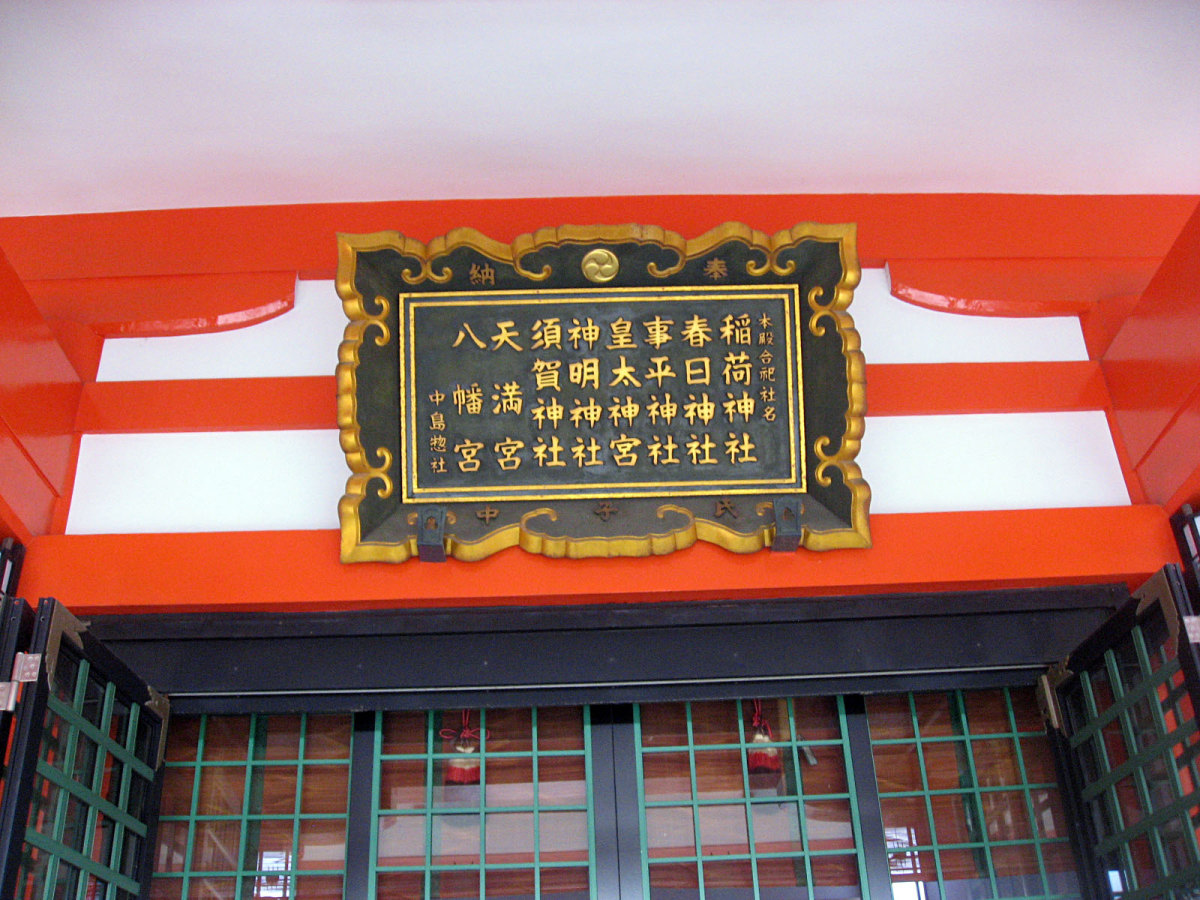 奉納
本殿合祀社名
稲荷神社
春日神社
事平神社
皇太神宮
神明神社
須賀神社
天満宮
八幡宮
中島惣社
氏子中